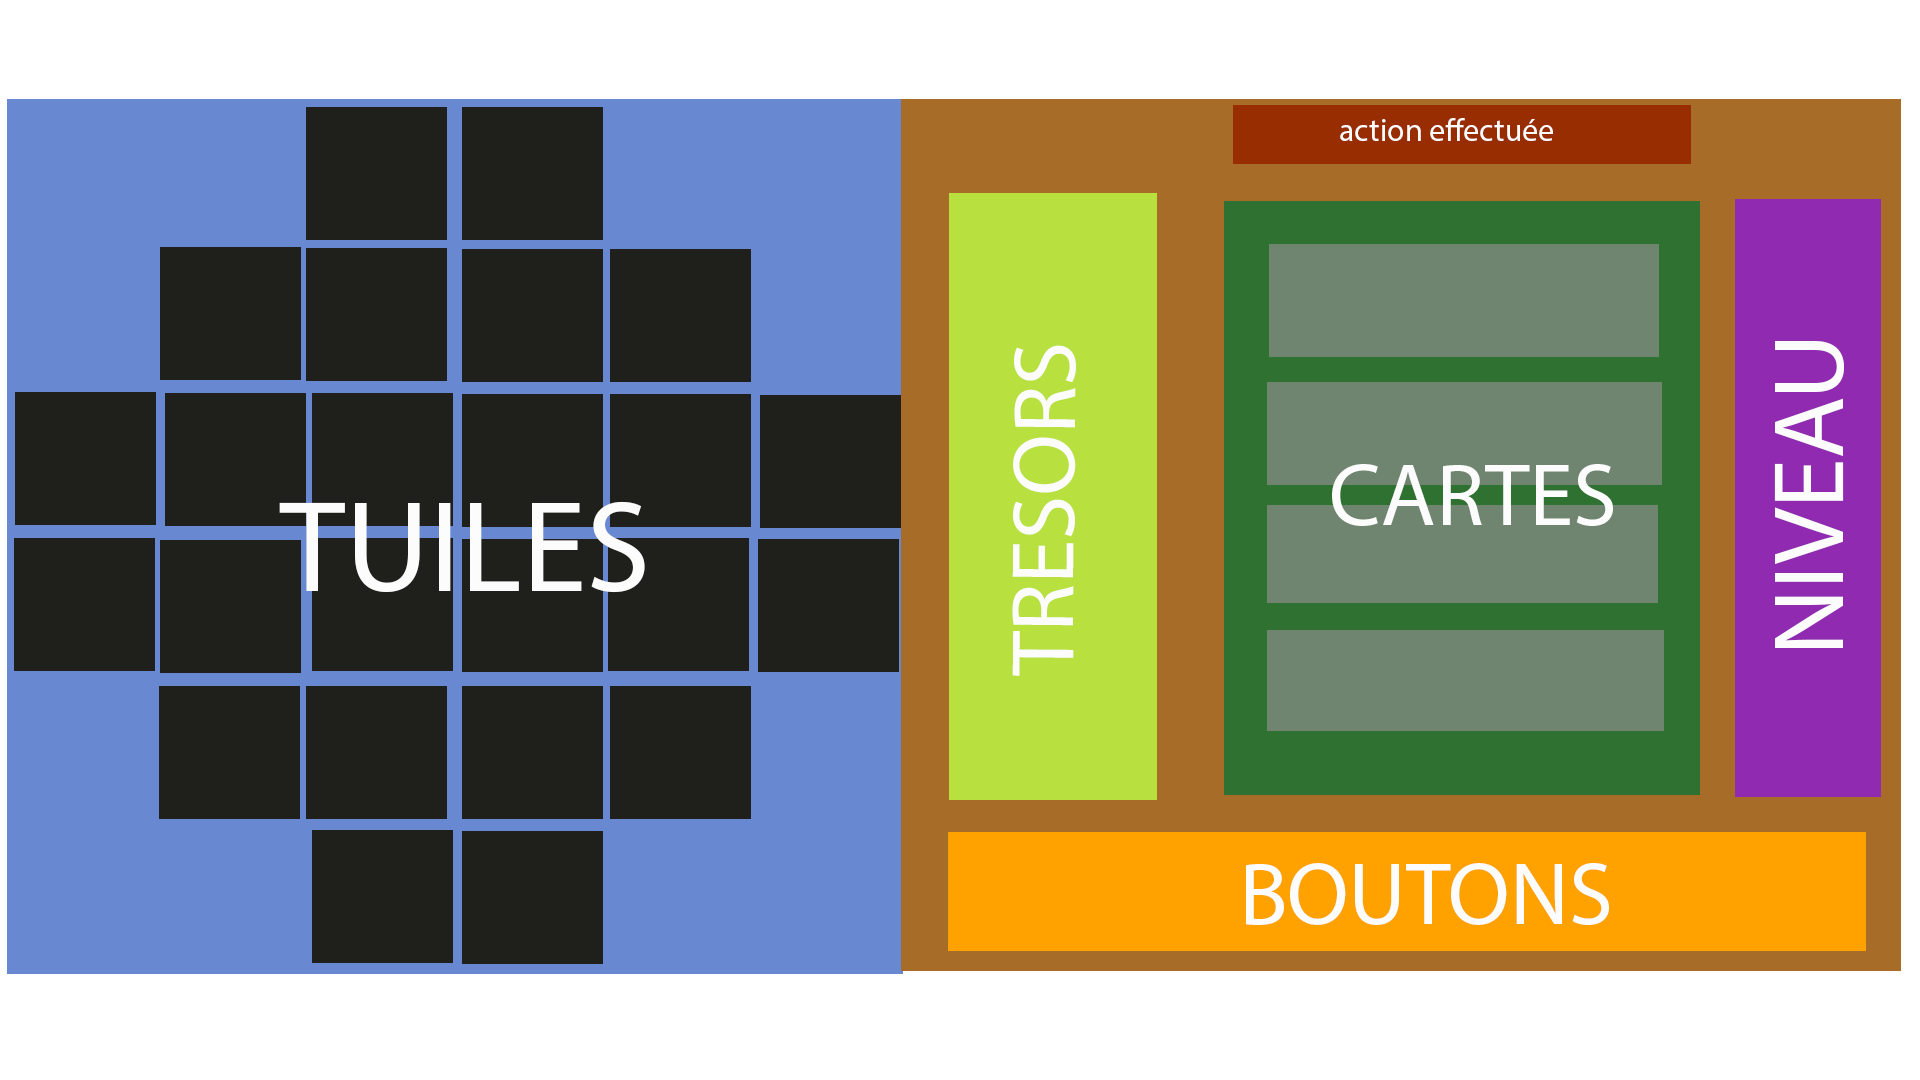 action effectuée
TUILES
TRESORS
CARTES
NIVEAU
BOUTONS